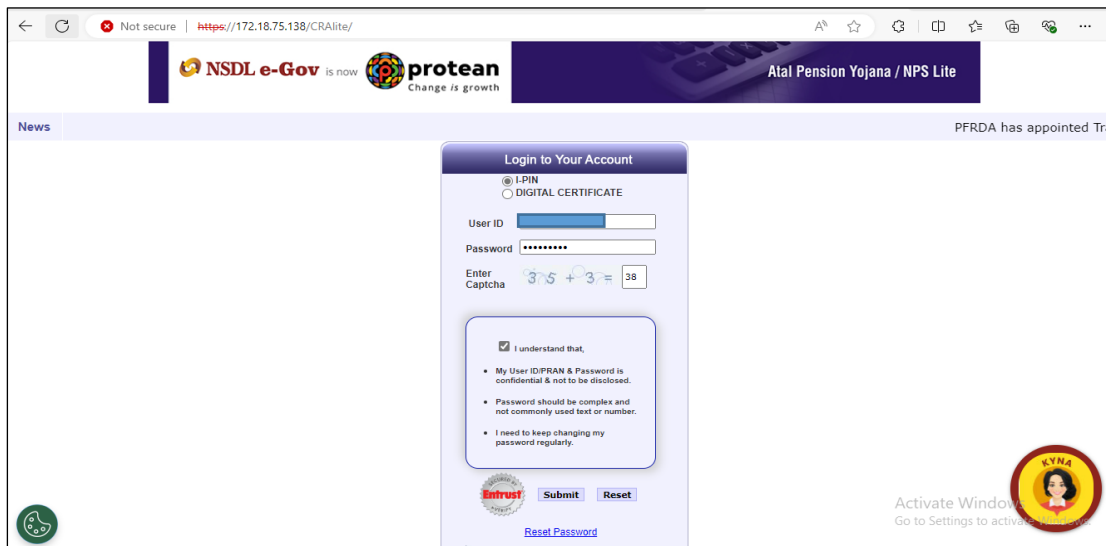 Not secure | https://172.18.75.138/CRAlite/
NSDL e-Gov is now protean
Change is growth
Atal Pension Yojana / NPS Lite
News
PFRDA has appointed Tr
Login to Your Account
I-PIN
DIGITAL CERTIFICATE
User ID
Password •••••••••
Enter Captcha 35 + 3 = 38
I understand that,
• My User ID/PRAN & Password is
confidential & not to be disclosed.
• Password should be complex and
not commonly used text or number.
• I need to keep changing my
password regularly.
Entrust Submit Reset
Reset Password
KYNA
Activate Windows
Go to Settings to activate Windows.